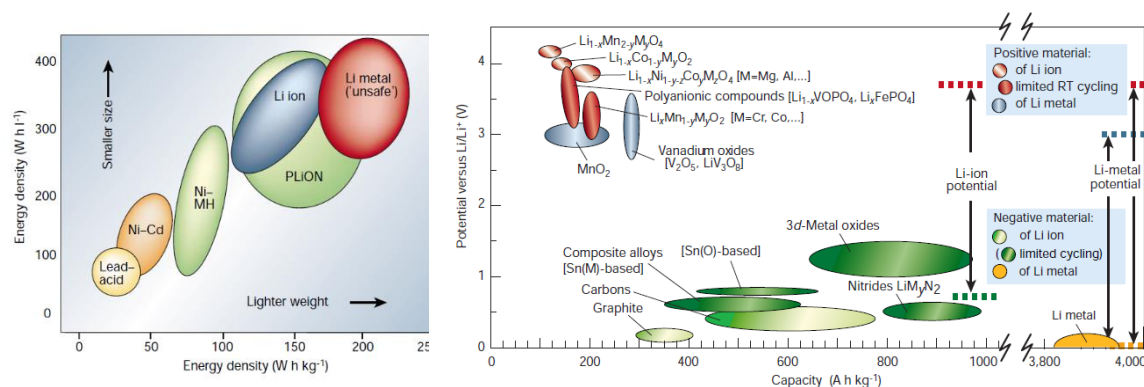 Energy density (W h l⁻¹)
400
300
200
100
0
Smaller size
Li metal
('unsafe')
Li ion
PLiON
Ni–
MH
Ni–Cd
Lead–
acid
Lighter weight
0
50
100
150
200
25
Energy density (W h kg⁻¹)
Potential versus Li/Li⁺ (V)
4
3
2
1
0
Li₁₋ₓMn₂₋yMyO₄
Li₁₋ₓCo₁₋yMyO₂
Li₁₋ₓNi₁₋y₋zCoyMzO₄ [M=Mg, Al,...]
Polyanionic compounds [Li₁₋ₓVOPO₄, LiₓFePO₄]
LiₓMn₁₋yMyO₂ [M=Cr, Co,...]
Vanadium oxides
[V₂O₅, LiV₃O₈]
MnO₂
Positive material:
of Li ion
limited RT cycling
of Li metal
Li-ion
potential
Li-metal
potential
Negative material:
of Li ion
( limited cycling)
of Li metal
3d-Metal oxides
[Sn(O)-based]
Composite alloys
[Sn(M)-based]
Carbons
Graphite
Nitrides LiMyN₂
Li metal
0
200
400
600
800
1000
3,800
4,000
Capacity (A h kg⁻¹)